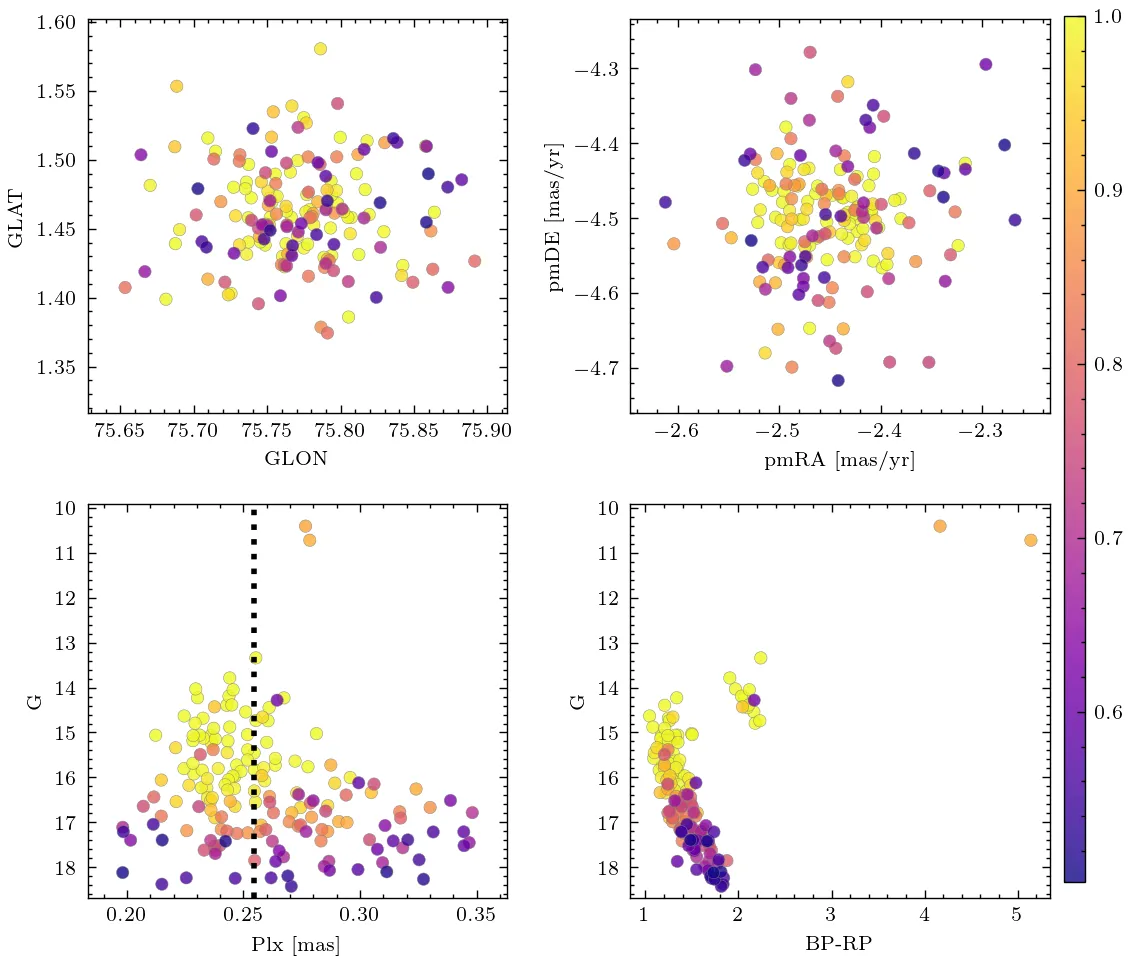 1.60
1.55
1.50
1.45
1.40
1.35
GLAT
75.65 75.70 75.75 75.80 75.85 75.90
GLON
−4.3
−4.4
−4.5
−4.6
−4.7
pmDE [mas/yr]
−2.6 −2.5 −2.4 −2.3
pmRA [mas/yr]
10
11
12
13
14
15
16
17
18
G
0.20 0.25 0.30 0.35
Plx [mas]
10
11
12
13
14
15
16
17
18
G
1 2 3 4 5
BP-RP
1.0
0.9
0.8
0.7
0.6